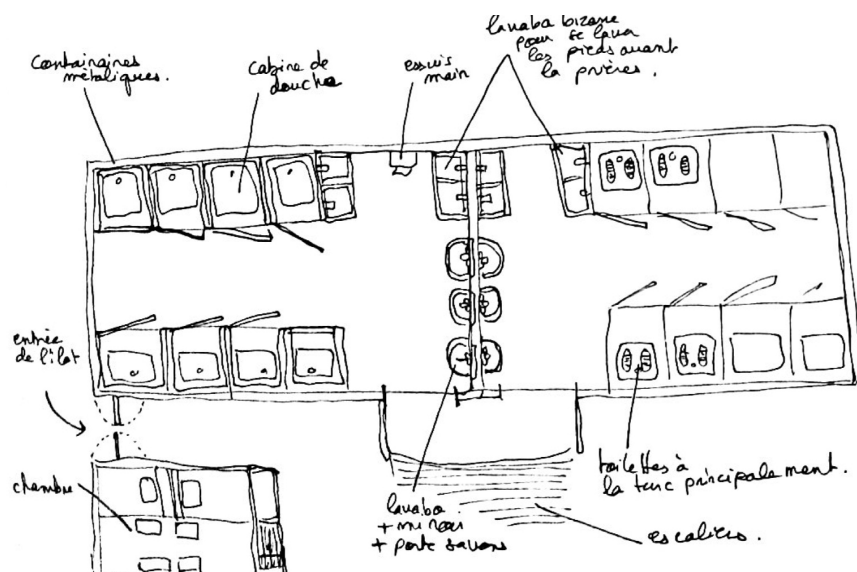 Containaires
métaliques.
cabine de
douche
essuis
main
lavabo bizarre
pour se laver
les pieds avant
la prières.
entrée
de l'ilot
chambre
lavabo
+ miroir
+ porte savons
escaliers.
toilettes à
la turc principalement.